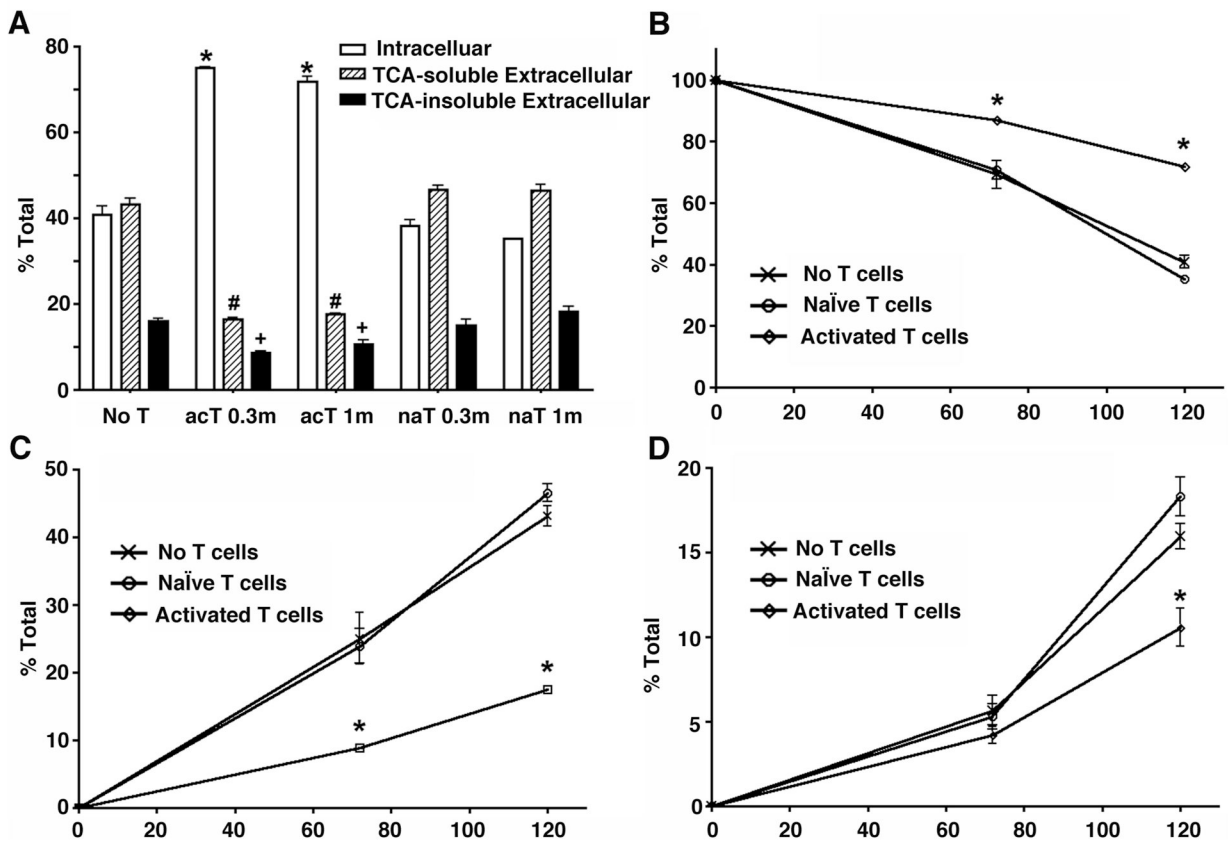 A
% Total
80
60
40
20
0
*
*
#
#
+
+
Intracelluar
TCA-soluble Extracellular
TCA-insoluble Extracellular
No T acT 0.3m acT 1m naT 0.3m naT 1m
B
% Total
100
80
60
40
20
0
*
*
No T cells
NaÏve T cells
Activated T cells
0 20 40 60 80 100 120
C
% Total
50
40
30
20
10
0
No T cells
NaÏve T cells
Activated T cells
*
*
0 20 40 60 80 100 120
D
% Total
20
15
10
5
0
No T cells
NaÏve T cells
Activated T cells
*
0 20 40 60 80 100 120